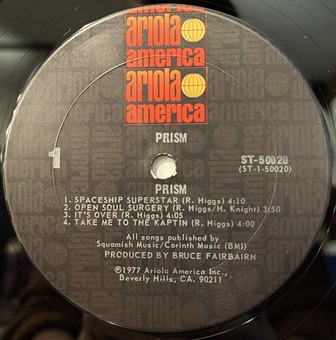 america
ariola
america
ariola
america
PRISM
ST-50020
(ST-1-50020)
1
PRISM
1. SPACESHIP SUPERSTAR (R. Higgs) 4:10
2. OPEN SOUL SURGERY (R. Higgs/H. Knight) 3:50
3. IT'S OVER (R. Higgs) 4:05
4. TAKE ME TO THE KAPTIN (R. Higgs) 4:00
All songs published by
Squamish Music/Corinth Music (BMI)
PRODUCED BY BRUCE FAIRBAIRN
©1977 Ariola America Inc.,
Beverly Hills, CA. 90211